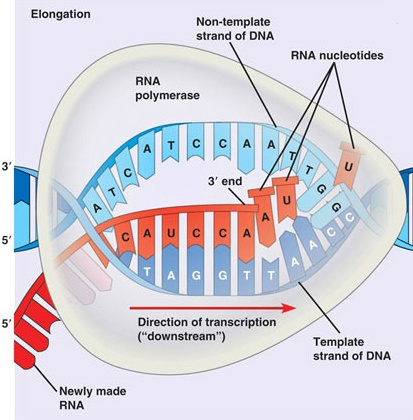 Elongation
Non-template
strand of DNA
RNA nucleotides
RNA
polymerase
3′ end
3′
5′
5′
A T C A T C C A A T T G G
U
C A U C C A A U
T A G G T T A A C C
Direction of transcription
("downstream")
Template
strand of DNA
Newly made
RNA